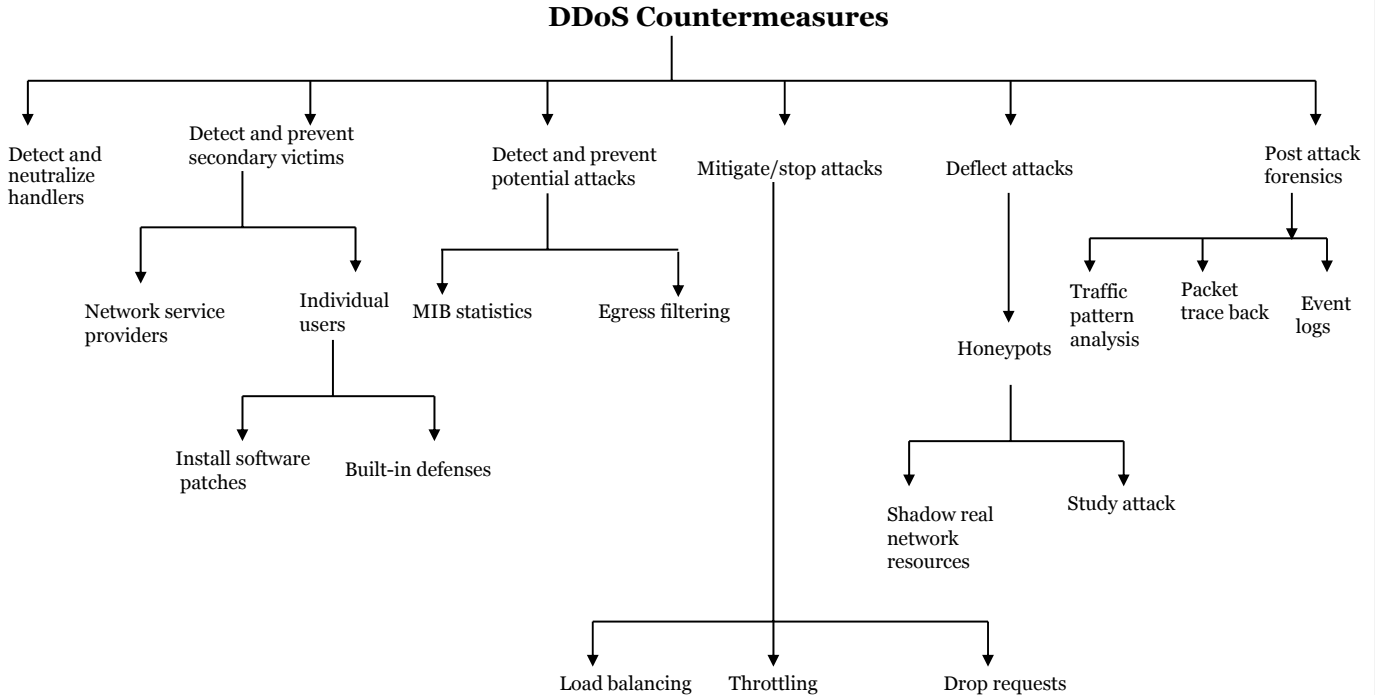 DDoS Countermeasures
Detect and
neutralize
handlers
Detect and prevent
secondary victims
Detect and prevent
potential attacks
Mitigate/stop attacks
Deflect attacks
Post attack
forensics
Network service
providers
Individual
users
MIB statistics
Egress filtering
Honeypots
Traffic
pattern
analysis
Packet
trace back
Event
logs
Install software
patches
Built-in defenses
Shadow real
network
resources
Study attack
Load balancing
Throttling
Drop requests